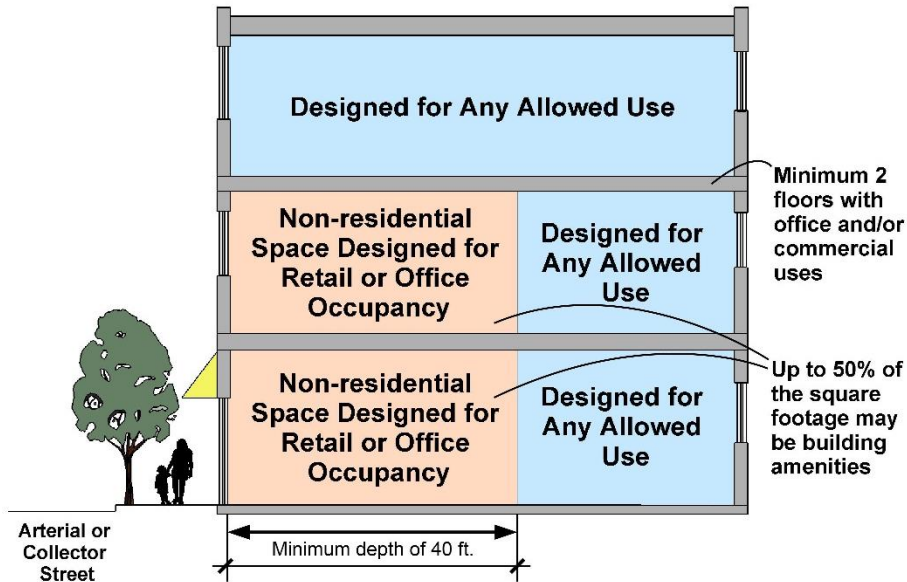 Designed for Any Allowed Use
Minimum 2
floors with
office and/or
commercial
uses
Non-residential
Space Designed for
Retail or Office
Occupancy
Designed for
Any Allowed
Use
Up to 50% of
the square
footage may
be building
amenities
Non-residential
Space Designed for
Retail or Office
Occupancy
Designed for
Any Allowed
Use
Arterial or
Collector
Street
Minimum depth of 40 ft.